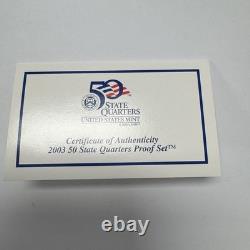 50
STATE
QUARTERS
UNITED STATES MINT
Certificate of Authenticity
2003 50 State Quarters Proof Set™